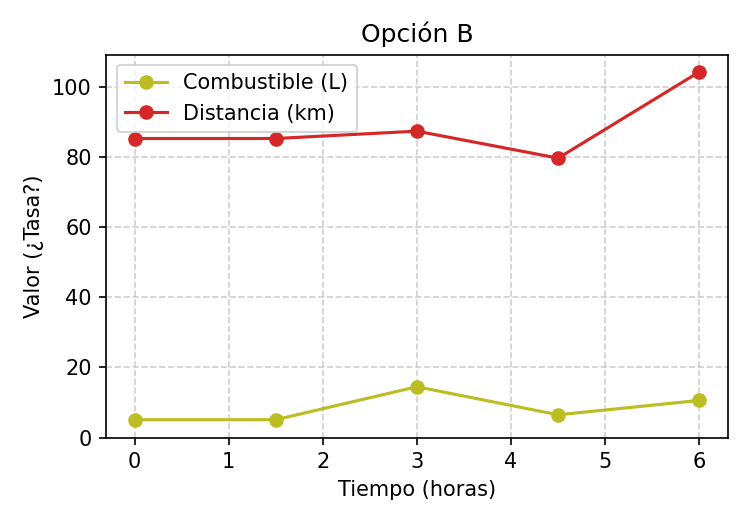 Opción B
Combustible (L)
Distancia (km)
Valor (¿Tasa?)
100
80
60
40
20
0
0 1 2 3 4 5 6
Tiempo (horas)